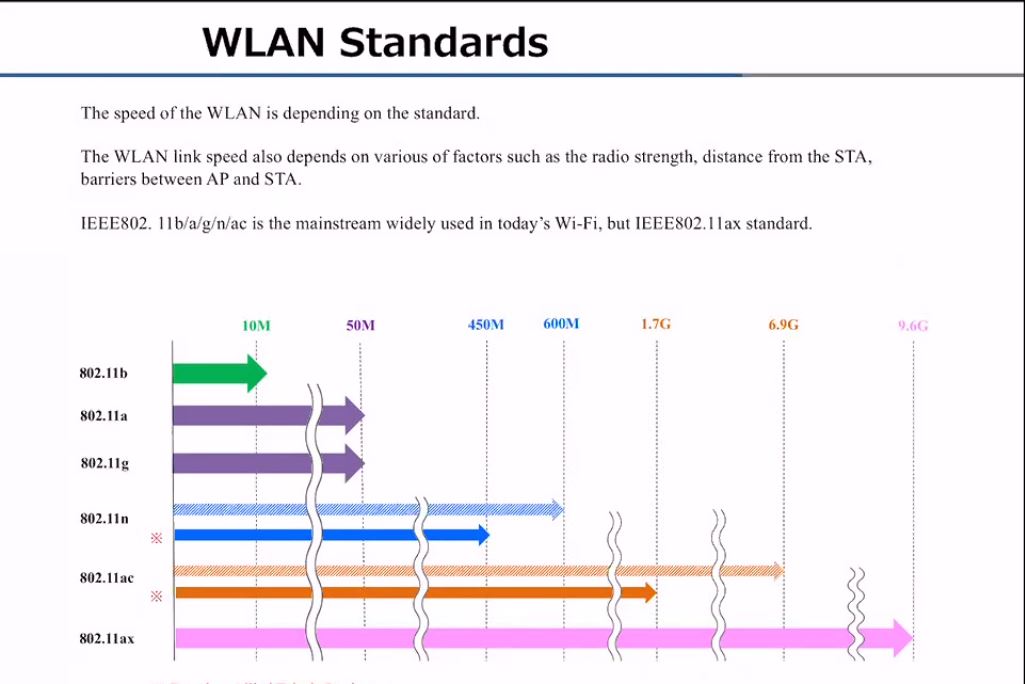 WLAN Standards
The speed of the WLAN is depending on the standard.
The WLAN link speed also depends on various of factors such as the radio strength, distance from the STA,
barriers between AP and STA.
IEEE802. 11b/a/g/n/ac is the mainstream widely used in today's Wi-Fi, but IEEE802.11ax standard.
10M 50M 450M 600M 1.7G 6.9G 9.6G
802.11b
802.11a
802.11g
802.11n
※
802.11ac
※
802.11ax